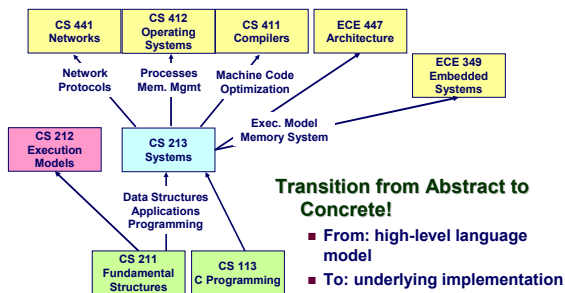 CS 441
Networks
CS 412
Operating
Systems
CS 411
Compilers
ECE 447
Architecture
ECE 349
Embedded
Systems
Network
Protocols
Processes
Mem. Mgmt
Machine Code
Optimization
Exec. Model
Memory System
CS 212
Execution
Models
CS 213
Systems
Data Structures
Applications
Programming
CS 211
Fundamental
Structures
CS 113
C Programming
Transition from Abstract to
Concrete!
■ From: high-level language
model
■ To: underlying implementation